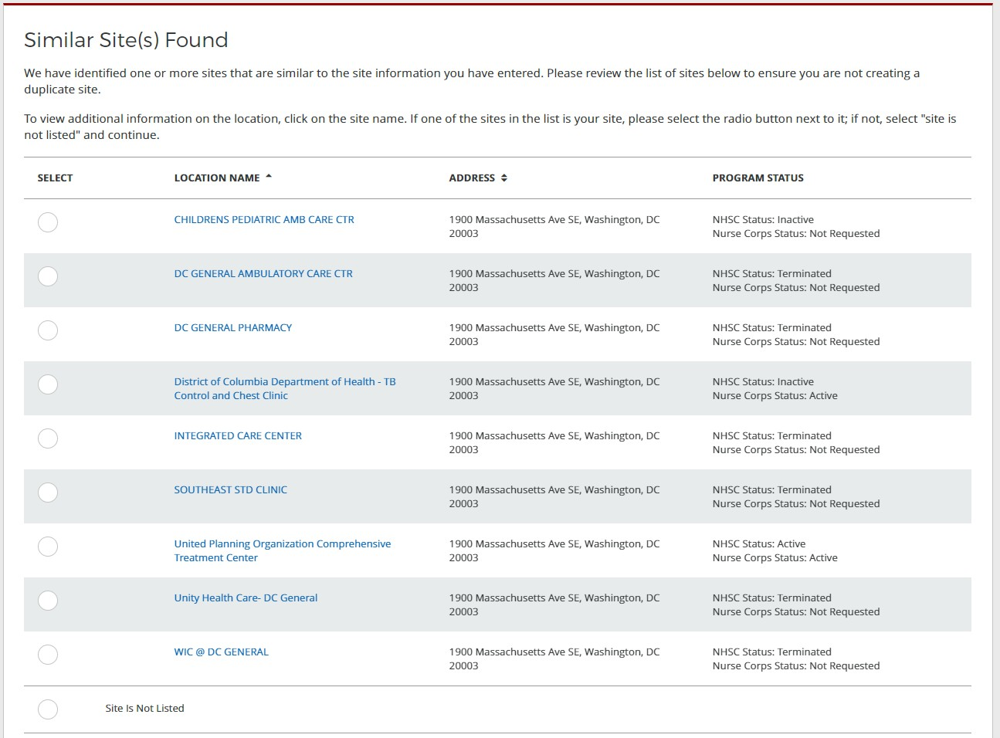 Similar Site(s) Found
We have identified one or more sites that are similar to the site information you have entered. Please review the list of sites below to ensure you are not creating a
duplicate site.
To view additional information on the location, click on the site name. If one of the sites in the list is your site, please select the radio button next to it; if not, select "site is
not listed" and continue.
SELECT LOCATION NAME ADDRESS PROGRAM STATUS
CHILDRENS PEDIATRIC AMB CARE CTR 1900 Massachusetts Ave SE, Washington, DC NHSC Status: Inactive
20003 Nurse Corps Status: Not Requested
DC GENERAL AMBULATORY CARE CTR 1900 Massachusetts Ave SE, Washington, DC NHSC Status: Terminated
20003 Nurse Corps Status: Not Requested
DC GENERAL PHARMACY 1900 Massachusetts Ave SE, Washington, DC NHSC Status: Terminated
20003 Nurse Corps Status: Not Requested
District of Columbia Department of Health - TB 1900 Massachusetts Ave SE, Washington, DC NHSC Status: Inactive
Control and Chest Clinic 20003 Nurse Corps Status: Active
INTEGRATED CARE CENTER 1900 Massachusetts Ave SE, Washington, DC NHSC Status: Terminated
20003 Nurse Corps Status: Not Requested
SOUTHEAST STD CLINIC 1900 Massachusetts Ave SE, Washington, DC NHSC Status: Terminated
20003 Nurse Corps Status: Not Requested
United Planning Organization Comprehensive 1900 Massachusetts Ave SE, Washington, DC NHSC Status: Active
Treatment Center 20003 Nurse Corps Status: Active
Unity Health Care- DC General 1900 Massachusetts Ave SE, Washington, DC NHSC Status: Terminated
20003 Nurse Corps Status: Not Requested
WIC @ DC GENERAL 1900 Massachusetts Ave SE, Washington, DC NHSC Status: Terminated
20003 Nurse Corps Status: Not Requested
Site Is Not Listed